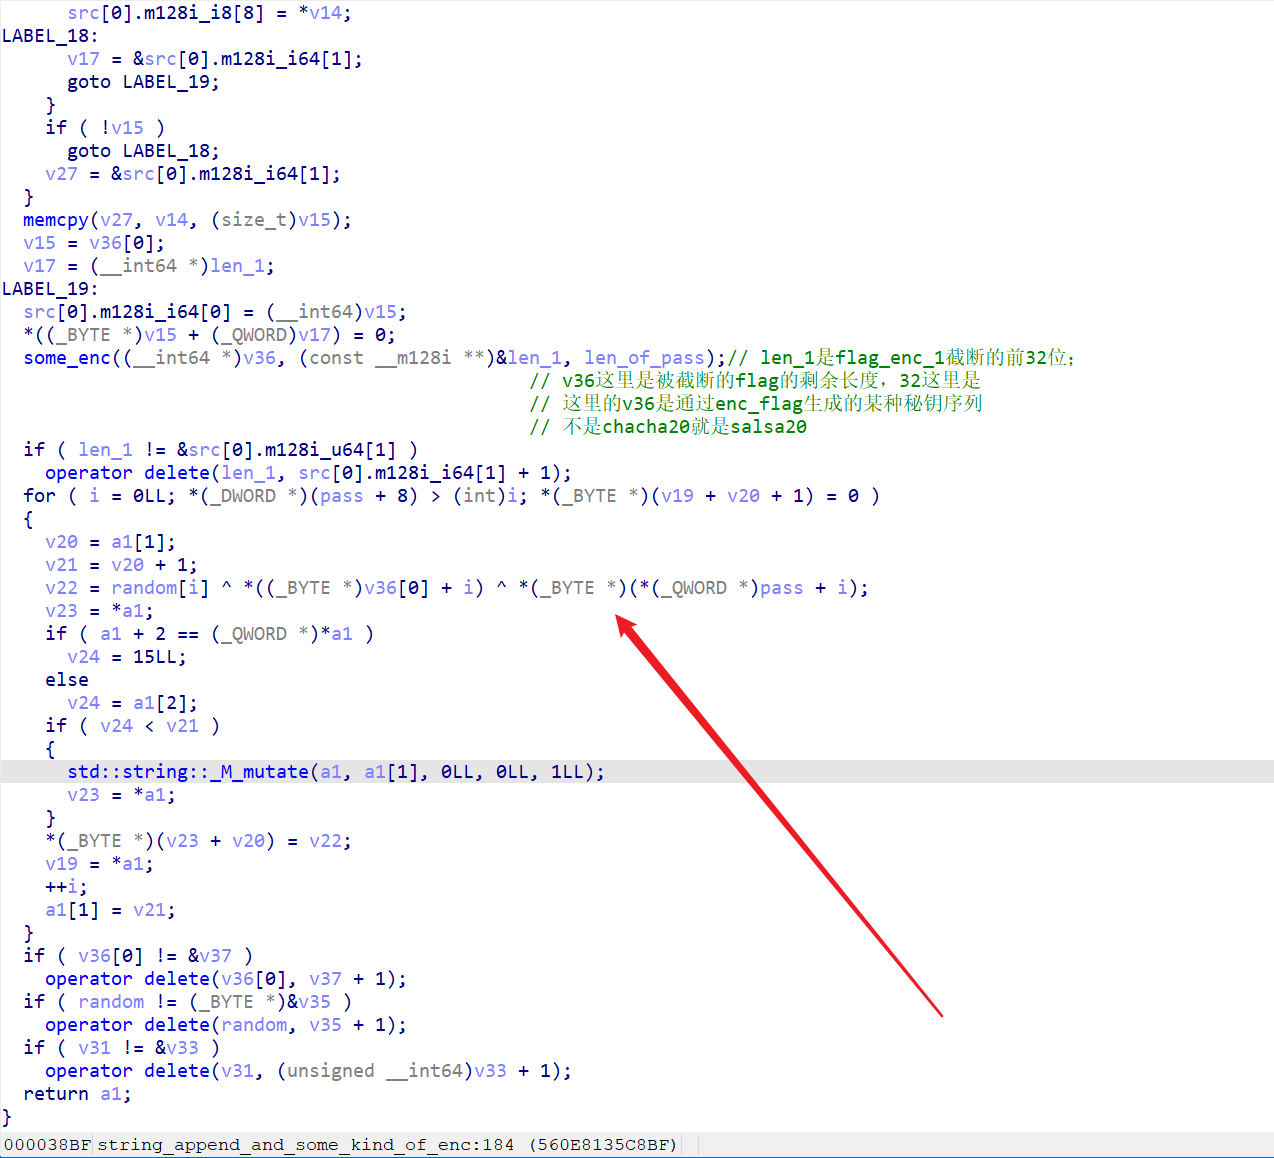 src[0].m128i_i8[8] = *v14;
LABEL_18:
v17 = &src[0].m128i_i64[1];
goto LABEL_19;
}
if ( !v15 )
goto LABEL_18;
v27 = &src[0].m128i_i64[1];
}
memcpy(v27, v14, (size_t)v15);
v15 = v36[0];
v17 = (__int64 *)len_1;
LABEL_19:
src[0].m128i_i64[0] = (__int64)v15;
*((_BYTE *)v15 + (_QWORD)v17) = 0;
some_enc((__int64 *)v36, (const __m128i **)&len_1, len_of_pass);// len_1是flag_enc_1截断的前32位;
// v36这里是被截断的flag的剩余长度，32这里是
// 这里的v36是通过enc_flag生成的某种秘钥序列
// 不是chacha20就是salsa20
if ( len_1 != &src[0].m128i_u64[1] )
operator delete(len_1, src[0].m128i_i64[1] + 1);
for ( i = 0LL; *(_DWORD *)(pass + 8) > (int)i; *(_BYTE *)(v19 + v20 + 1) = 0 )
{
v20 = a1[1];
v21 = v20 + 1;
v22 = random[i] ^ *((_BYTE *)v36[0] + i) ^ *(_BYTE *)(*(_QWORD *)pass + i);
v23 = *a1;
if ( a1 + 2 == (_QWORD *)*a1 )
v24 = 15LL;
else
v24 = a1[2];
if ( v24 < v21 )
{
std::string::_M_mutate(a1, a1[1], 0LL, 0LL, 1LL);
v23 = *a1;
}
*(_BYTE *)(v23 + v20) = v22;
v19 = *a1;
++i;
a1[1] = v21;
}
if ( v36[0] != &v37 )
operator delete(v36[0], v37 + 1);
if ( random != (_BYTE *)&v35 )
operator delete(random, v35 + 1);
if ( v31 != &v33 )
operator delete(v31, (unsigned __int64)v33 + 1);
return a1;
}
000038BF string_append_and_some_kind_of_enc:184 (560E8135C8BF)